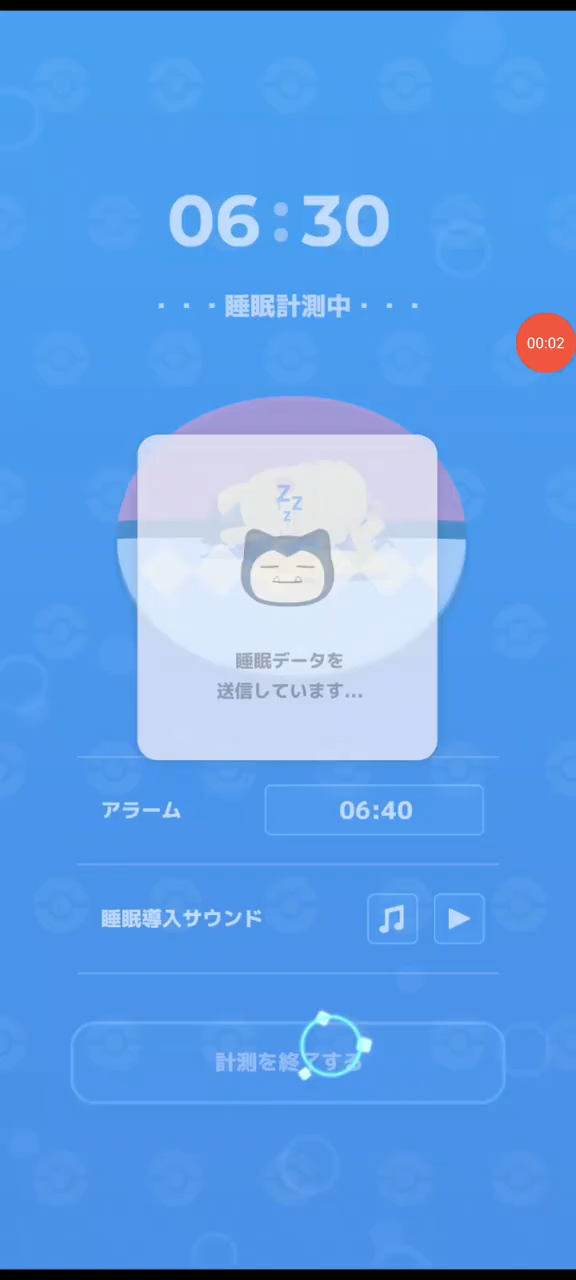 06:30
・・・睡眠計測中・・・
00:02
Z
Z
Z
睡眠データを
送信しています...
アラーム
06:40
睡眠導入サウンド
計測を終了する